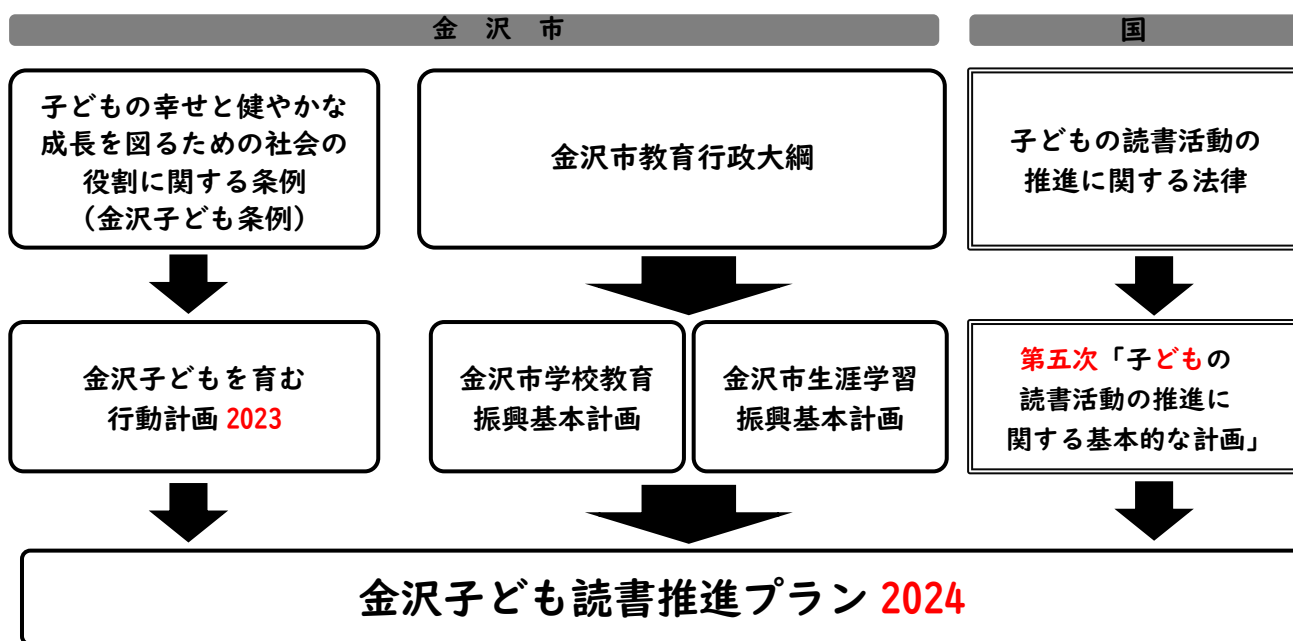 金沢市
国
子どもの幸せと健やかな
成長を図るための社会の
役割に関する条例
（金沢子ども条例）
金沢市教育行政大綱
子どもの読書活動の
推進に関する法律
金沢子どもを育む
行動計画 2023
金沢市学校教育
振興基本計画
金沢市生涯学習
振興基本計画
第五次「子どもの
読書活動の推進に
関する基本的な計画」
金沢子ども読書推進プラン 2024